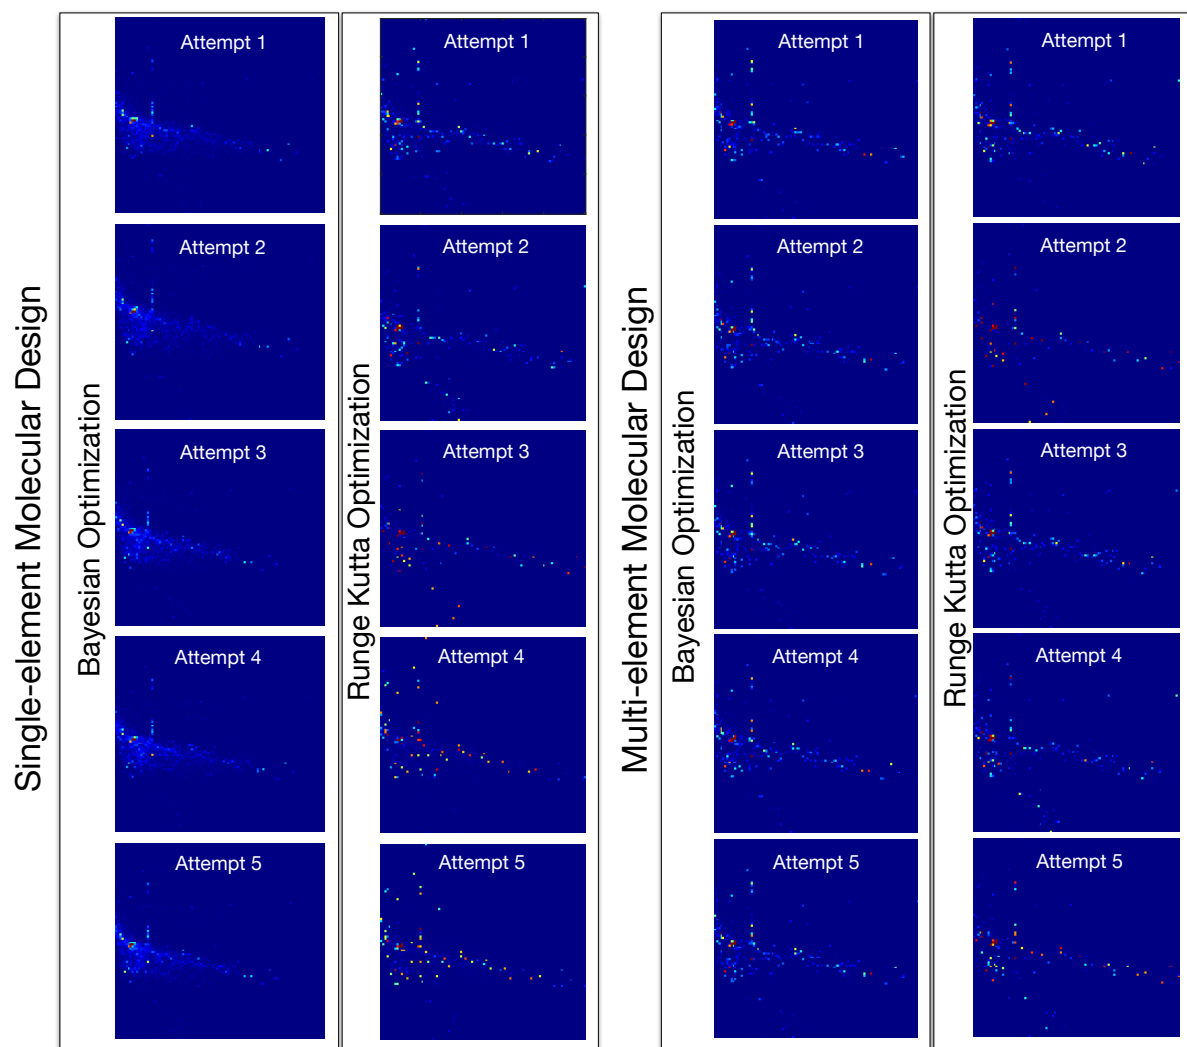 Single-element Molecular Design
Bayesian Optimization
Attempt 1
Attempt 2
Attempt 3
Attempt 4
Attempt 5
Runge Kutta Optimization
Attempt 1
Attempt 2
Attempt 3
Attempt 4
Attempt 5
Multi-element Molecular Design
Bayesian Optimization
Attempt 1
Attempt 2
Attempt 3
Attempt 4
Attempt 5
Runge Kutta Optimization
Attempt 1
Attempt 2
Attempt 3
Attempt 4
Attempt 5